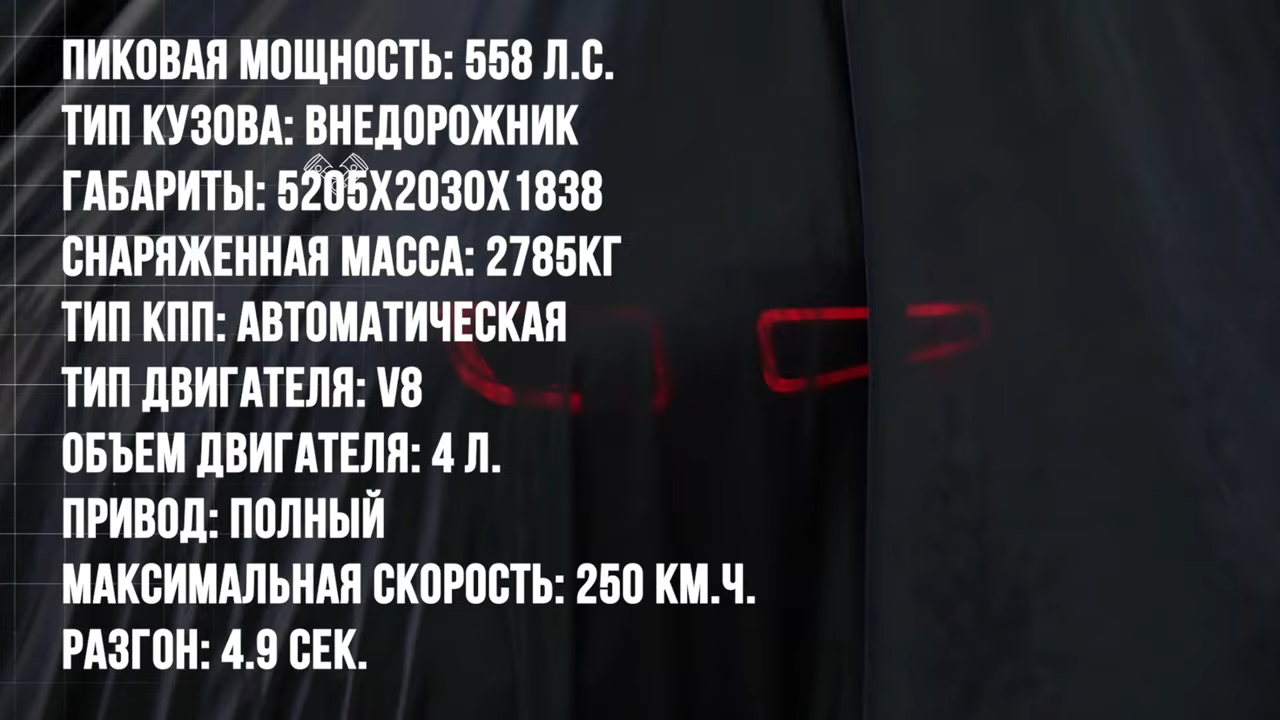 ПИКОВАЯ МОЩНОСТЬ: 558 Л.С.
ТИП КУЗОВА: ВНЕДОРОЖНИК
ГАБАРИТЫ: 5205Х2030Х1838
СНАРЯЖЕННАЯ МАССА: 2785КГ
ТИП КПП: АВТОМАТИЧЕСКАЯ
ТИП ДВИГАТЕЛЯ: V8
ОБЪЕМ ДВИГАТЕЛЯ: 4 Л.
ПРИВОД: ПОЛНЫЙ
МАКСИМАЛЬНАЯ СКОРОСТЬ: 250 КМ.Ч.
РАЗГОН: 4.9 СЕК.